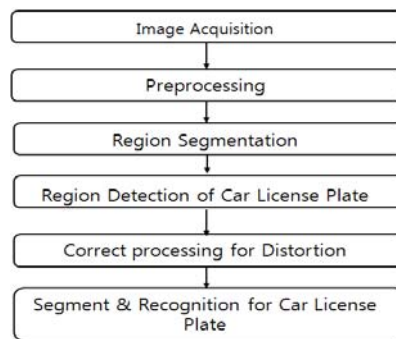 Image Acquisition
Preprocessing
Region Segmentation
Region Detection of Car License Plate
Correct processing for Distortion
Segment & Recognition for Car License
Plate